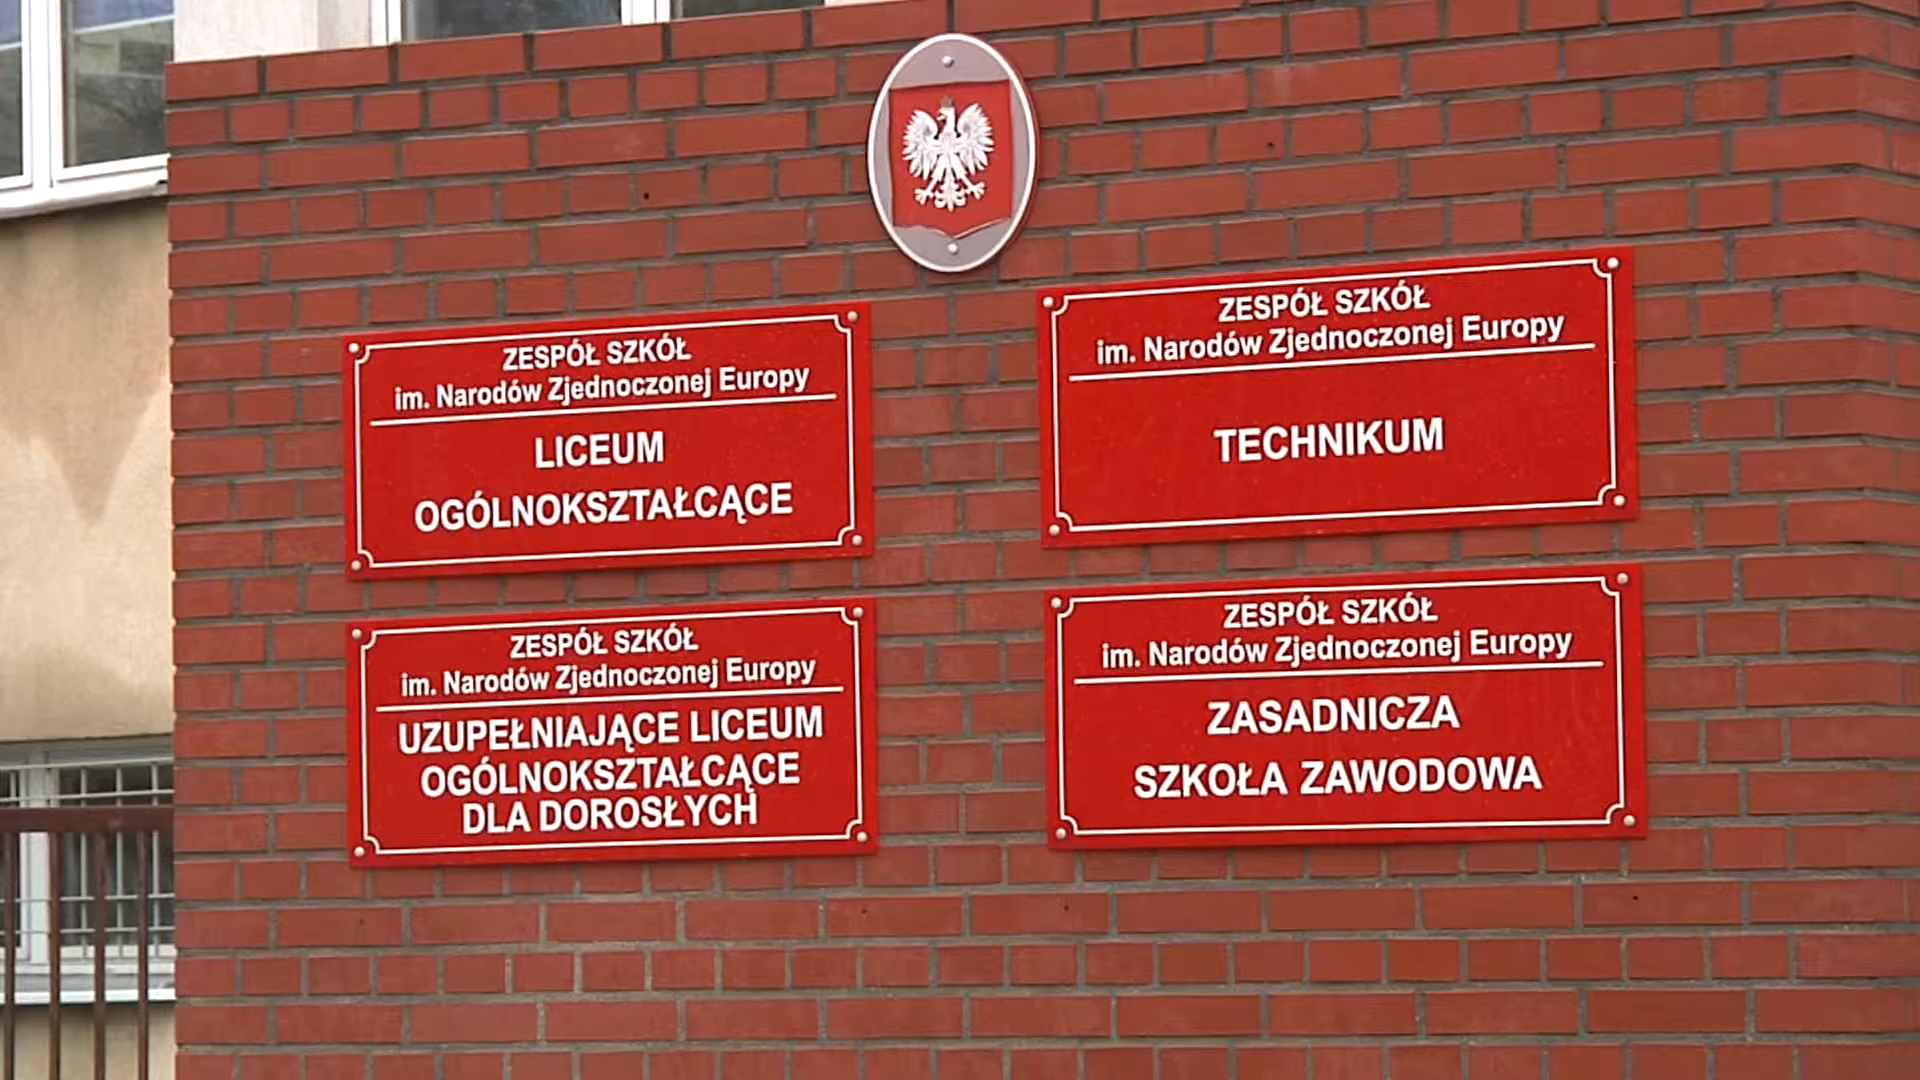 ZESPÓŁ SZKÓŁ
im. Narodów Zjednoczonej Europy
LICEUM
OGÓLNOKSZTAŁCĄCE
ZESPÓŁ SZKÓŁ
im. Narodów Zjednoczonej Europy
TECHNIKUM
ZESPÓŁ SZKÓŁ
im. Narodów Zjednoczonej Europy
UZUPEŁNIAJĄCE LICEUM
OGÓLNOKSZTAŁCĄCE
DLA DOROSŁYCH
ZESPÓŁ SZKÓŁ
im. Narodów Zjednoczonej Europy
ZASADNICZA
SZKOŁA ZAWODOWA